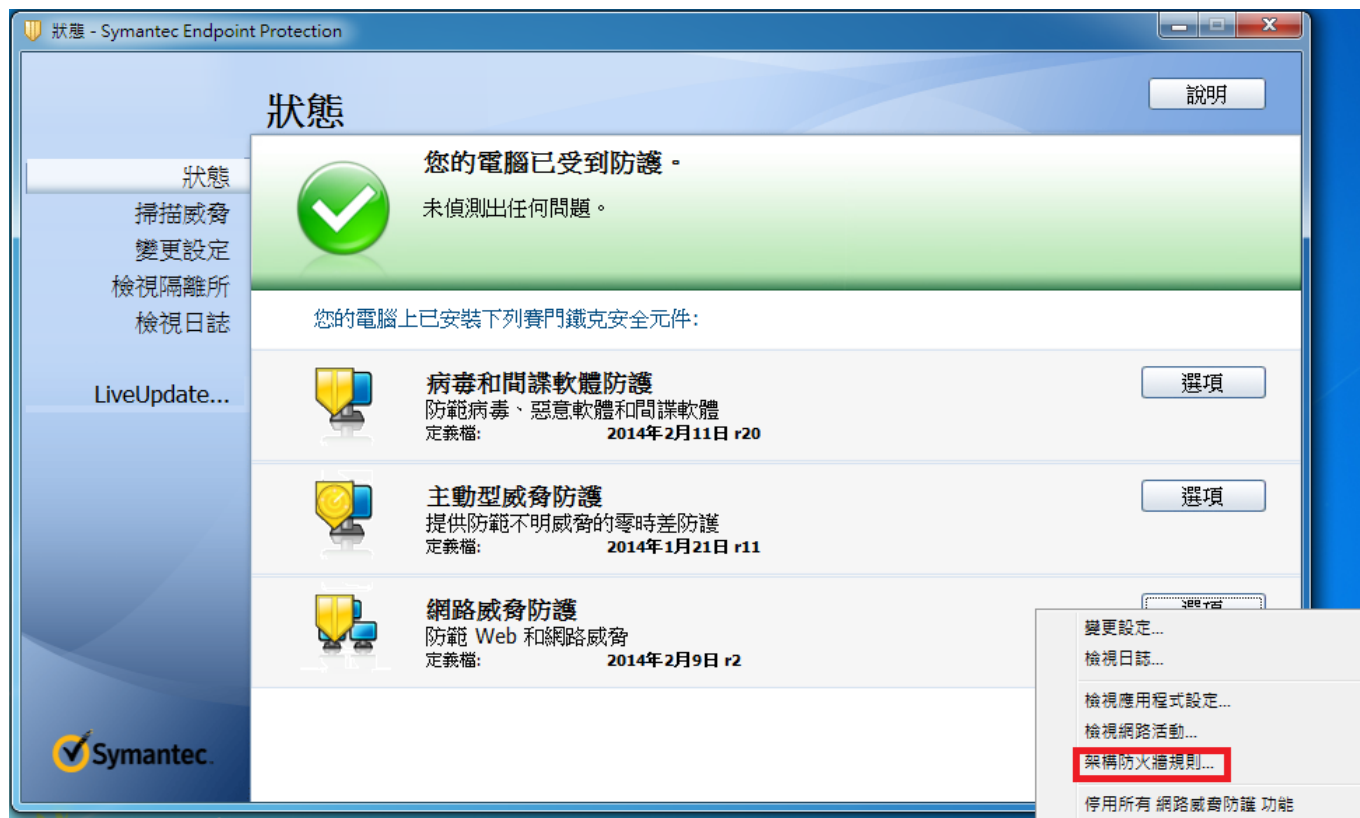 狀態 - Symantec Endpoint Protection
狀態
說明
狀態
掃描威脅
變更設定
檢視隔離所
檢視日誌
LiveUpdate...
您的電腦已受到防護。
未偵測出任何問題。
您的電腦上已安裝下列賽門鐵克安全元件:
病毒和間諜軟體防護
防範病毒、惡意軟體和間諜軟體
定義檔: 2014年2月11日 r20
選項
主動型威脅防護
提供防範不明威脅的零時差防護
定義檔: 2014年1月21日 r11
選項
網路威脅防護
防範 Web 和網路威脅
定義檔: 2014年2月9日 r2
選項
變更設定...
檢視日誌...
檢視應用程式設定...
檢視網路活動...
架構防火牆規則...
停用所有 網路威脅防護 功能
Symantec.